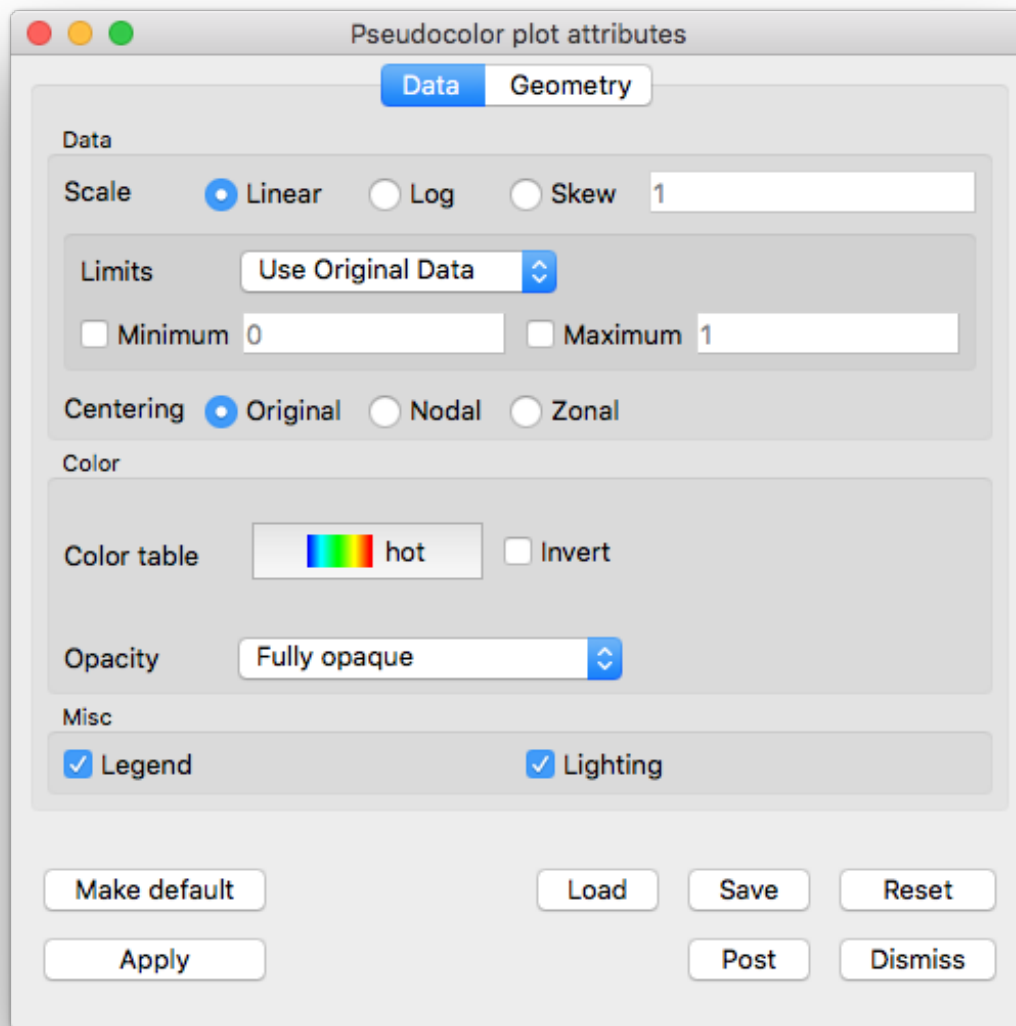 Pseudocolor plot attributes
Data Geometry
Data
Scale Linear Log Skew 1
Limits Use Original Data
Minimum 0 Maximum 1
Centering Original Nodal Zonal
Color
Color table hot Invert
Opacity Fully opaque
Misc
Legend Lighting
Make default Load Save Reset
Apply Post Dismiss